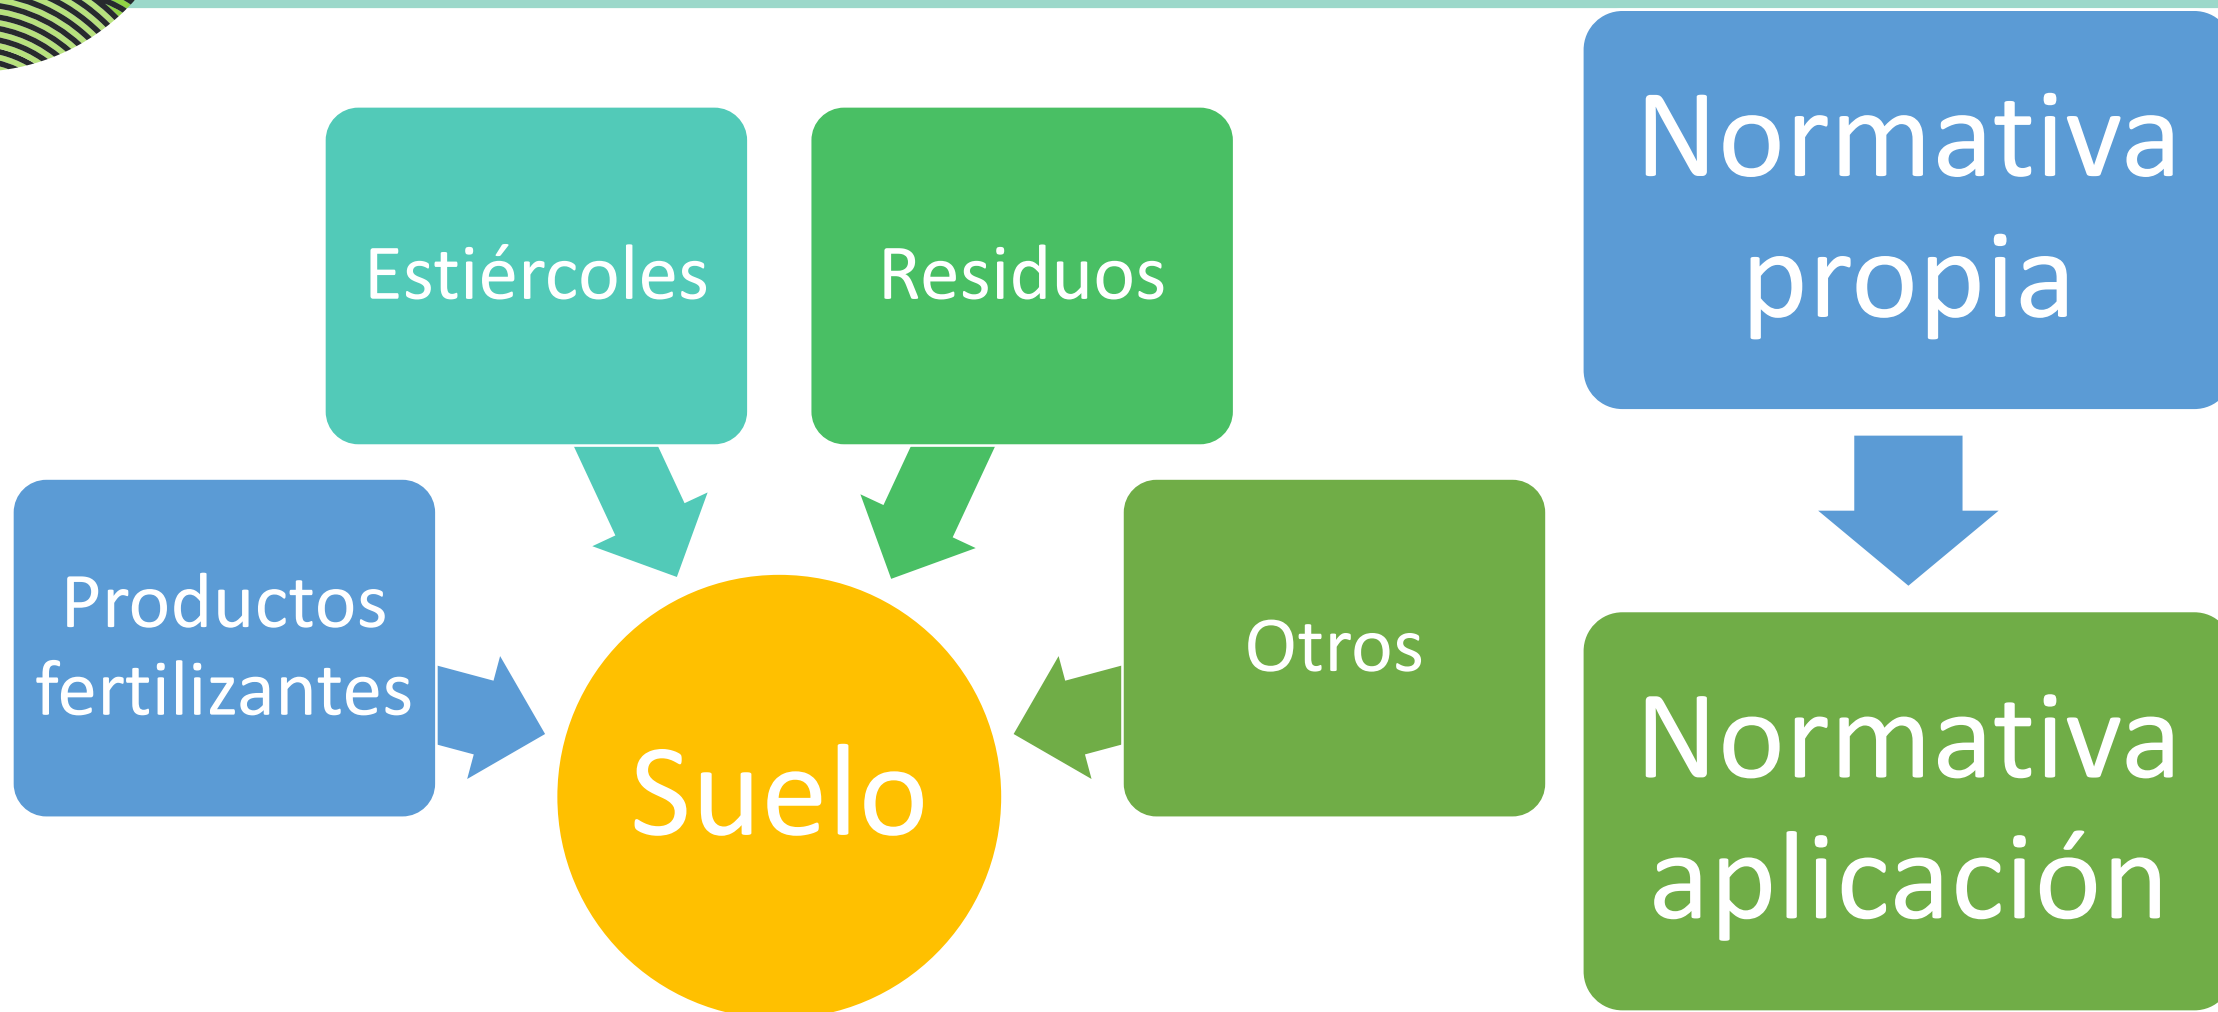 Estiércoles
Residuos
Productos
fertilizantes
Otros
Suelo
Normativa
propia
Normativa
aplicación